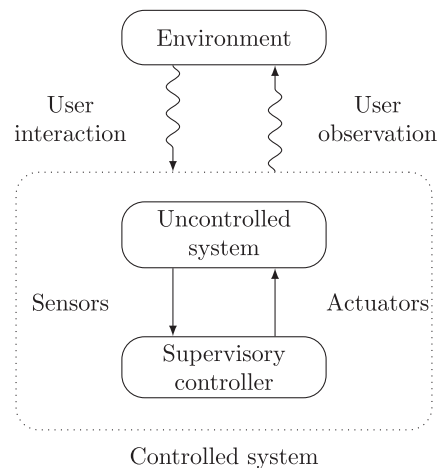 Environment
User
interaction
User
observation
Uncontrolled
system
Sensors
Actuators
Supervisory
controller
Controlled system